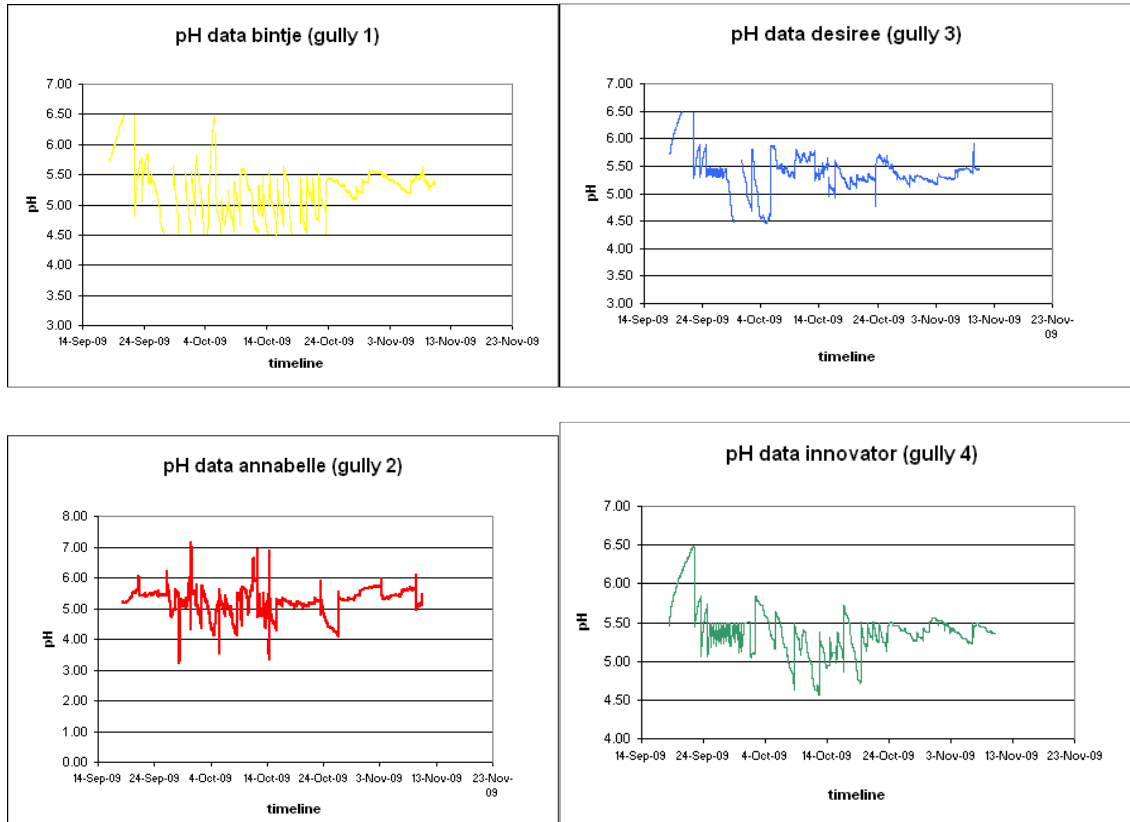 pH data bintje (gully 1)
7.00
6.50
6.00
5.50
5.00
4.50
4.00
3.50
3.00
pH
14-Sep-09 24-Sep-09 4-Oct-09 14-Oct-09 24-Oct-09 3-Nov-09 13-Nov-09 23-Nov-09
timeline
pH data desiree (gully 3)
7.00
6.50
6.00
5.50
5.00
4.50
4.00
3.50
3.00
pH
14-Sep-09 24-Sep-09 4-Oct-09 14-Oct-09 24-Oct-09 3-Nov-09 13-Nov-09 23-Nov-
09
timeline
pH data annabelle (gully 2)
8.00
7.00
6.00
5.00
4.00
3.00
2.00
1.00
0.00
pH
14-Sep-09 24-Sep-09 4-Oct-09 14-Oct-09 24-Oct-09 3-Nov-09 13-Nov-09 23-Nov-
09
timeline
pH data innovator (gully 4)
7.00
6.50
6.00
5.50
5.00
4.50
4.00
pH
14-Sep-09 24-Sep-09 4-Oct-09 14-Oct-09 24-Oct-09 3-Nov-09 13-Nov-09 23-Nov-09
timeline